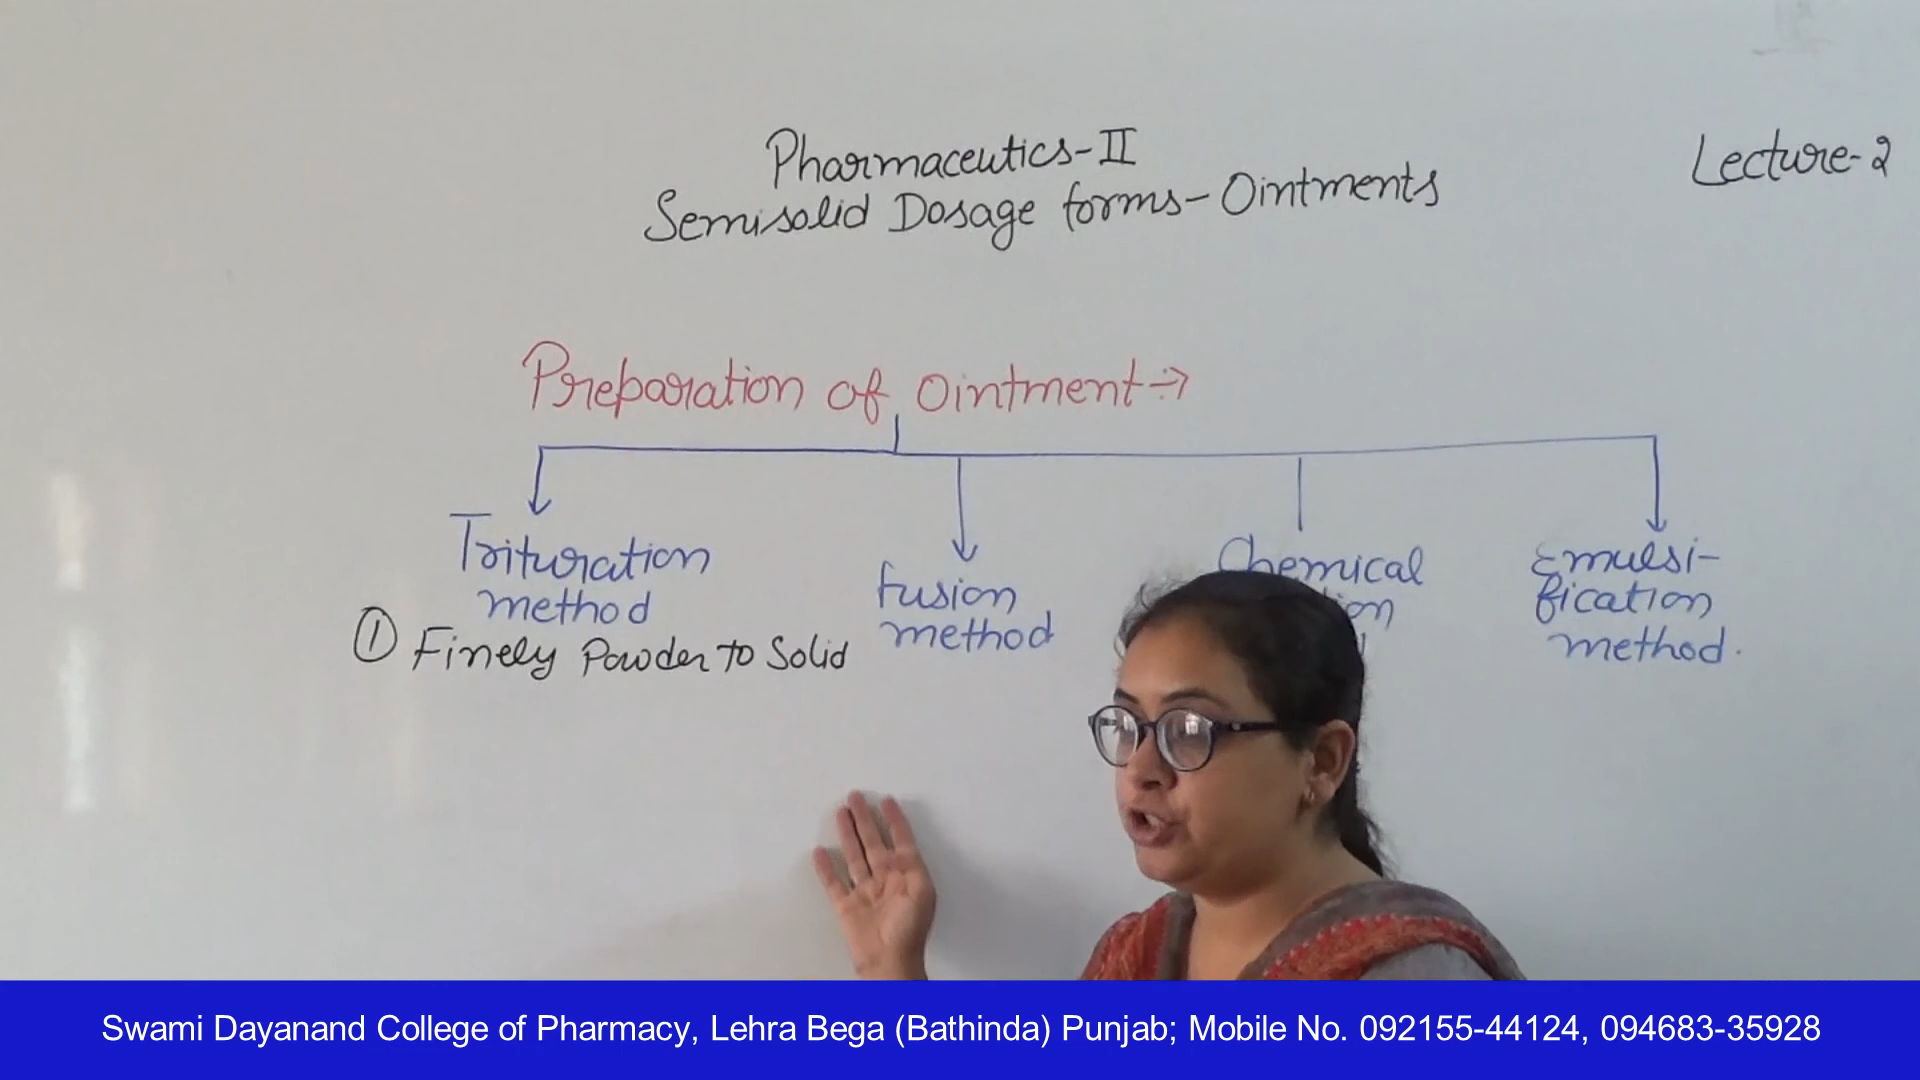 Pharmaceutics-II
Lecture-2
Semisolid Dosage forms-Ointments
Preparation of Ointment÷>
Trituration
method
fusion
method
Chemical
Emulsi-
fication
method.
① Finely Powder to Solid
Swami Dayanand College of Pharmacy, Lehra Bega (Bathinda) Punjab; Mobile No. 092155-44124, 094683-35928